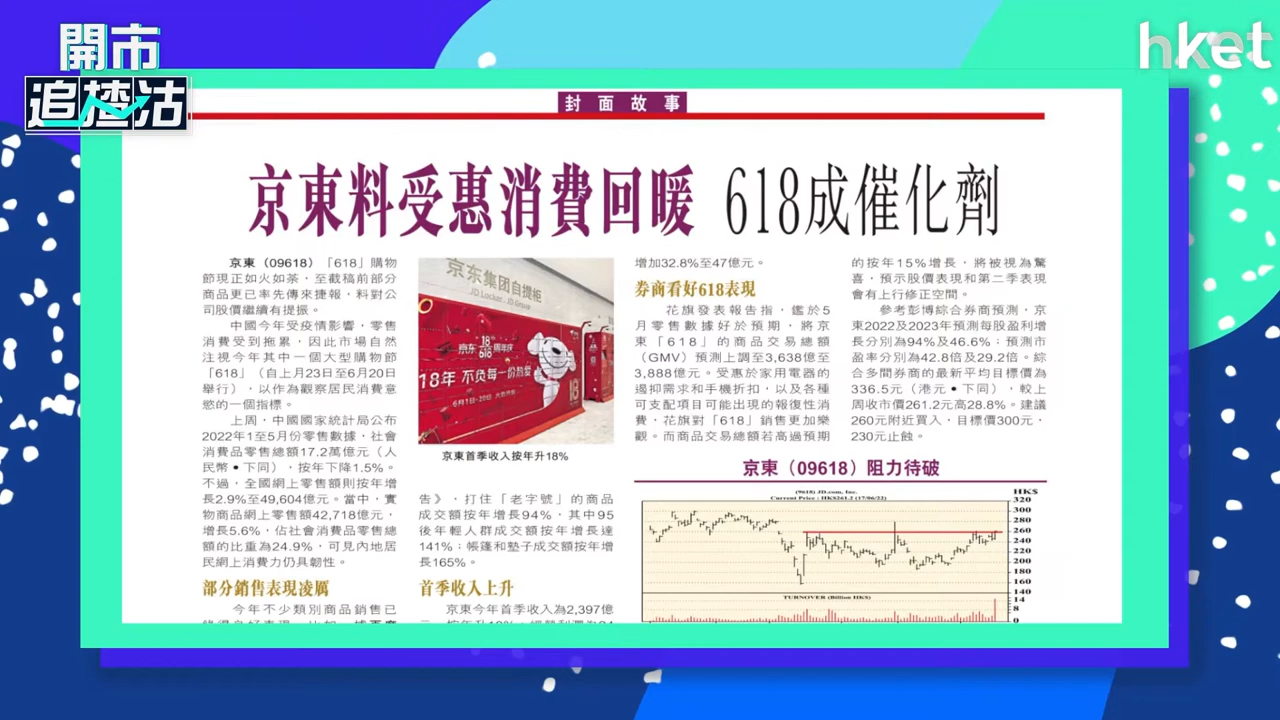 開市
追揸沽
hket
封面故事
京東料受惠消費回暖 618成催化劑
京東（09618）「618」購物
節現正如火如荼，至截稿前部分
商品更已率先傳來捷報，料對公
司股價繼續有提振。
中國今年受疫情影響，零售
消費受到拖累，因此市場自然
注視今年其中一個大型購物節
「618」（自上月23日至6月20日
舉行），以作為觀察居民消費意
慾的一個指標。
上周，中國國家統計局公布
2022年1至5月份零售數據，社會
消費品零售總額17.2萬億元（人
民幣•下同），按年下降1.5%。
不過，全國網上零售額則按年增
長2.9%至49,604億元。當中，實
物商品網上零售額42,718億元，
增長5.6%，佔社會消費品零售總
額的比重為24.9%，可見內地居
民網上消費力仍具韌性。
部分銷售表現凌厲
今年不少類別商品銷售已
京东集团自提柜
JD Locker, JD Group
京东 618 18周年庆
18年 不负每一份热爱
6月1日-20日
18
京東首季收入按年升18%
告》，打住「老字號」的商品
成交額按年增長94%，其中95
後年輕人群成交額按年增長達
141%；帳篷和墊子成交額按年增
長165%。
首季收入上升
京東今年首季收入為2,397億
增加32.8%至47億元。
券商看好618表現
花旗發表報告指，鑑於5
月零售數據好於預期，將京
東「618」的商品交易總額
（GMV）預測上調至3,638億至
3,888億元。受惠於家用電器的
遏抑需求和手機折扣，以及各種
可支配項目可能出現的報復性消
費，花旗對「618」銷售更加樂
觀。而商品交易總額若高過預期
的按年15%增長，將被視為驚
喜，預示股價表現和第二季表現
會有上行修正空間。
參考彭博綜合券商預測，京
東2022及2023年預測每股盈利增
長分別為94%及46.6%；預測市
盈率分別為42.8倍及29.2倍。綜
合多間券商的最新平均目標價為
336.5元（港元•下同），較上
周收市價261.2元高28.8%。建議
260元附近買入，目標價300元，
230元止蝕。
京東（09618）阻力待破
(9618) JD.com, Inc.
Current Price : HK$261.2 (17/06/22)
HK$
320
300
280
260
240
220
200
180
160
140
TURNOVER (Billion HK$)
14
8
0